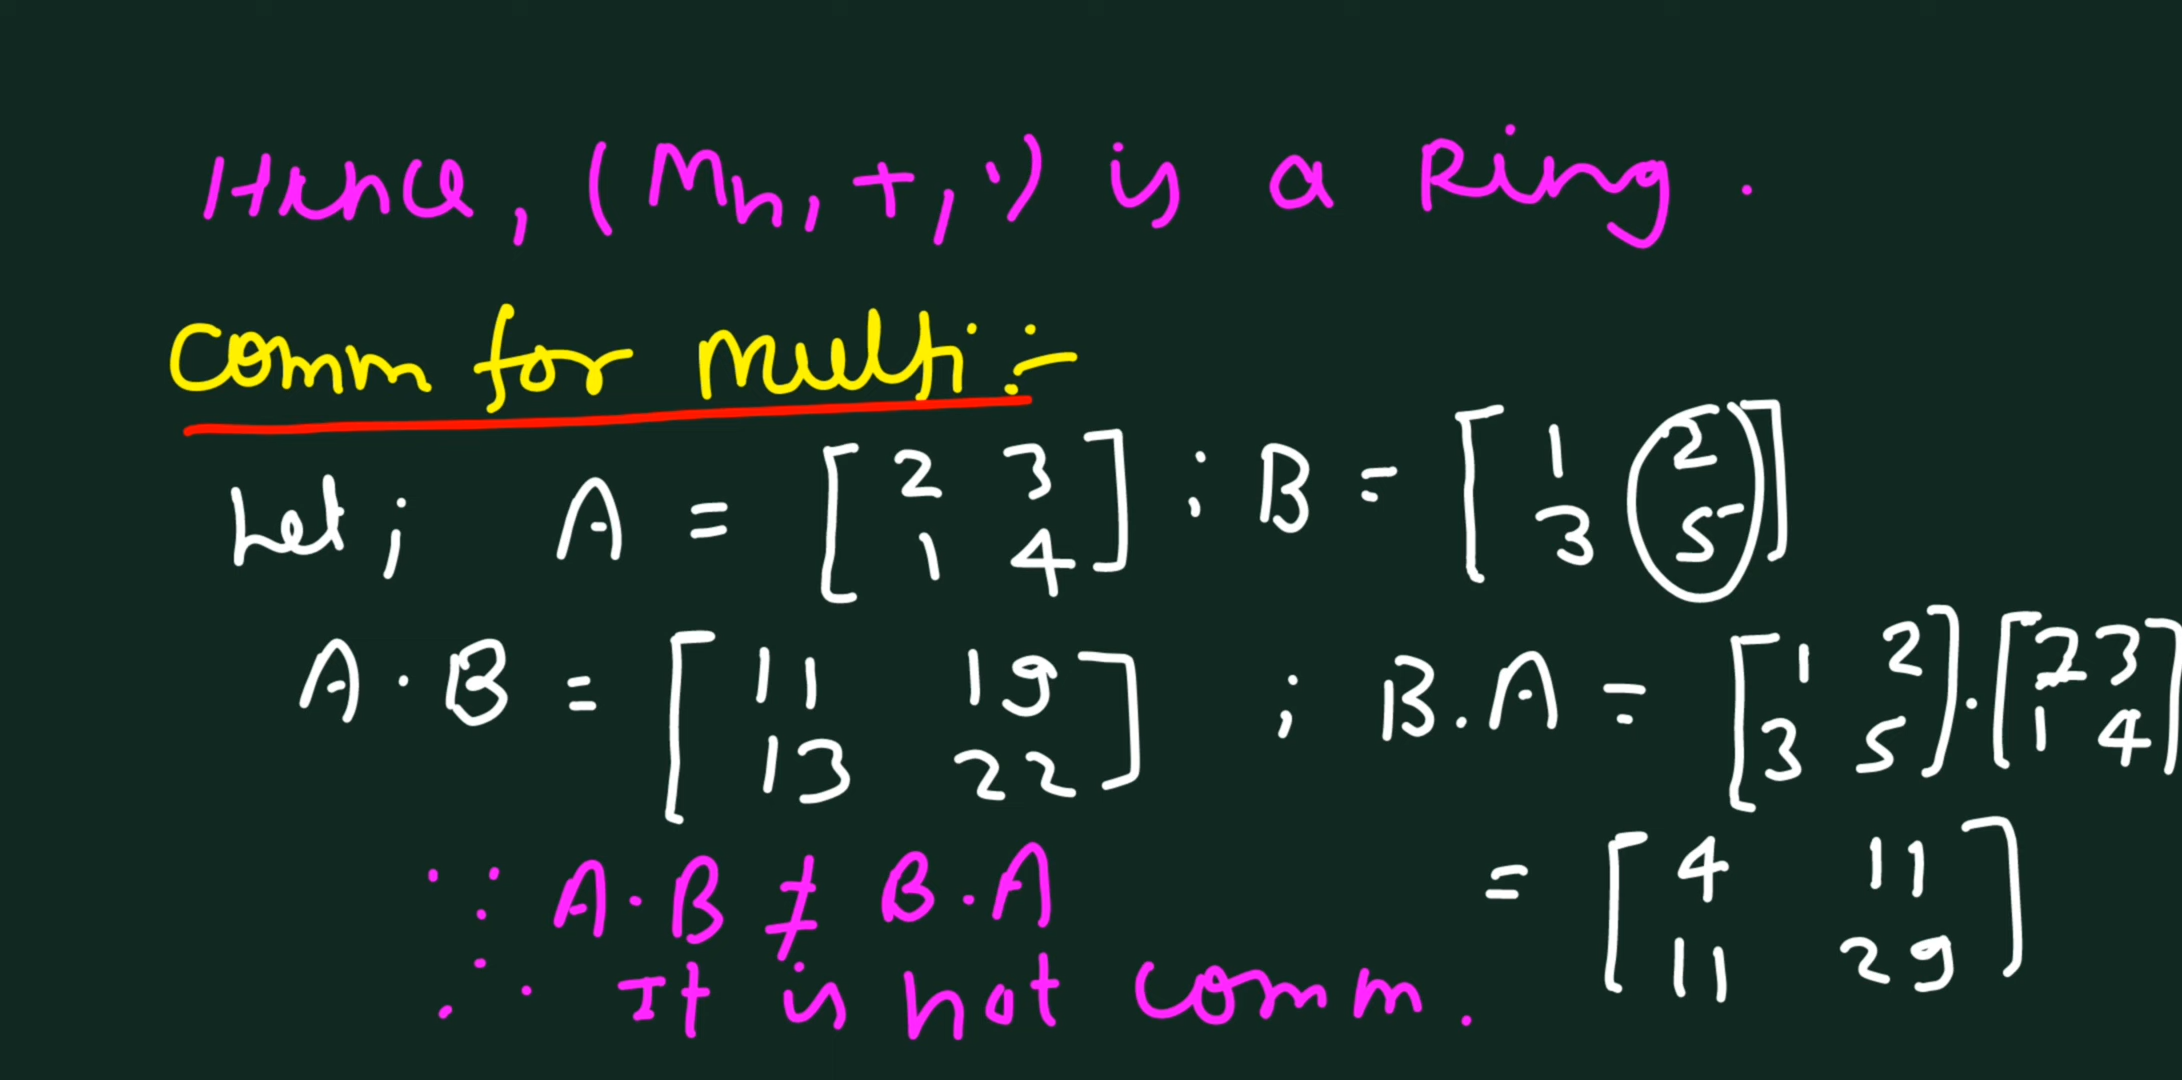 Hence, (Mn, +, ·) is a Ring.
Comm for multi :-
Let; A = [2 3; B = [1 2
1 4] 3 5]
A · B = [11 19; B.A = [1 2 . [2 3
13 22] 3 5] 1 4]
∵ A·B ≠ B.A = [4 11
∴ It is not comm. 11 29]